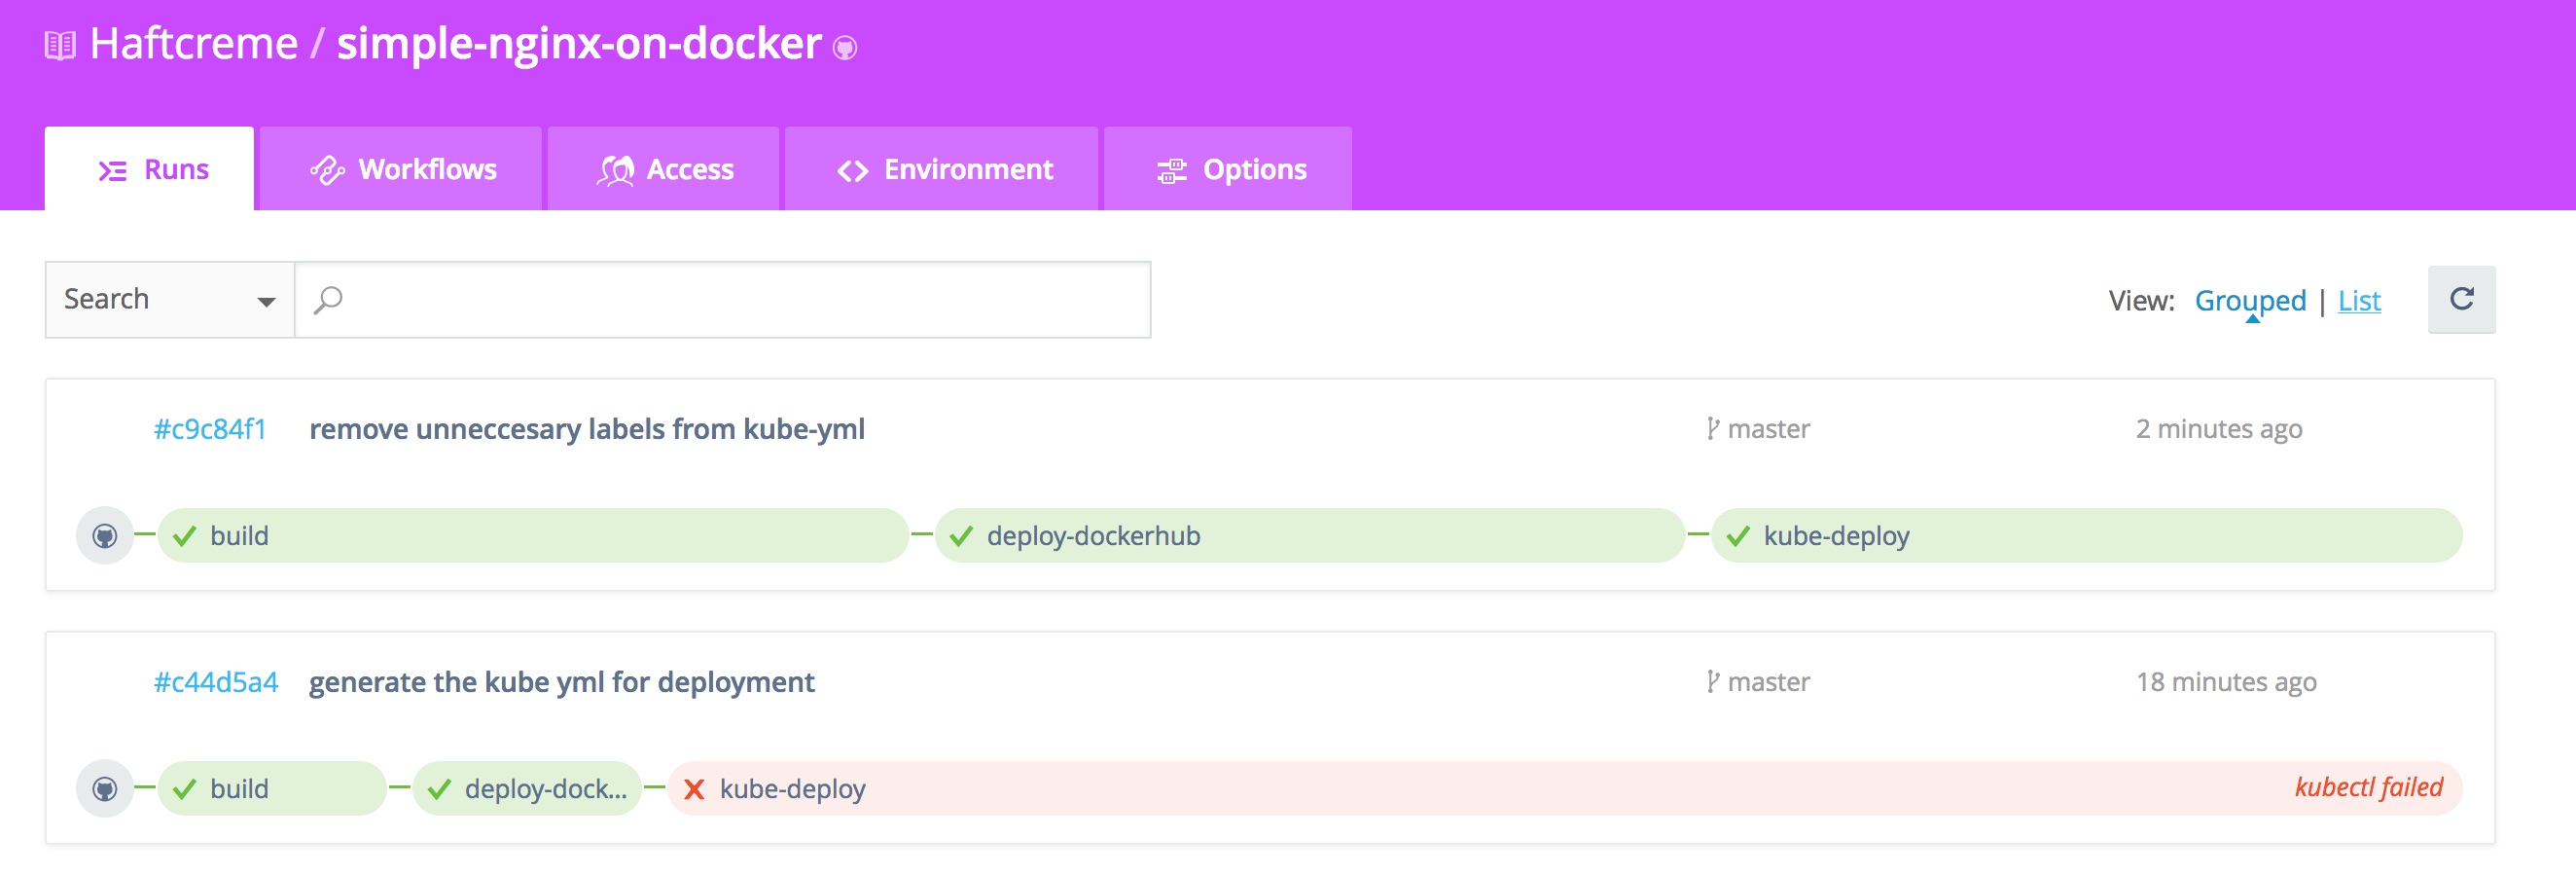 Haftcreme / simple-nginx-on-docker
Runs Workflows Access Environment Options
Search View: Grouped | List
#c9c84f1 remove unneccesary labels from kube-yml master 2 minutes ago
build deploy-dockerhub kube-deploy
#c44d5a4 generate the kube yml for deployment master 18 minutes ago
build deploy-dock... kube-deploy kubectl failed